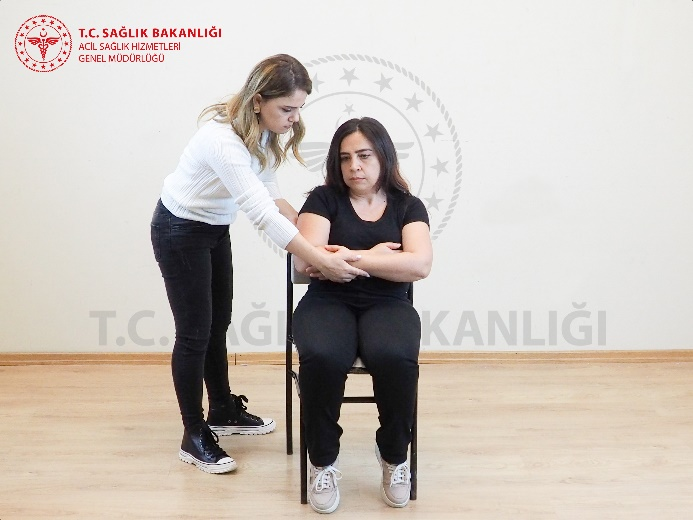 T.C. SAĞLIK BAKANLIĞI
ACİL SAĞLIK HİZMETLERİ
GENEL MÜDÜRLÜĞÜ
T.C. SAĞLIK BAKANLIĞI